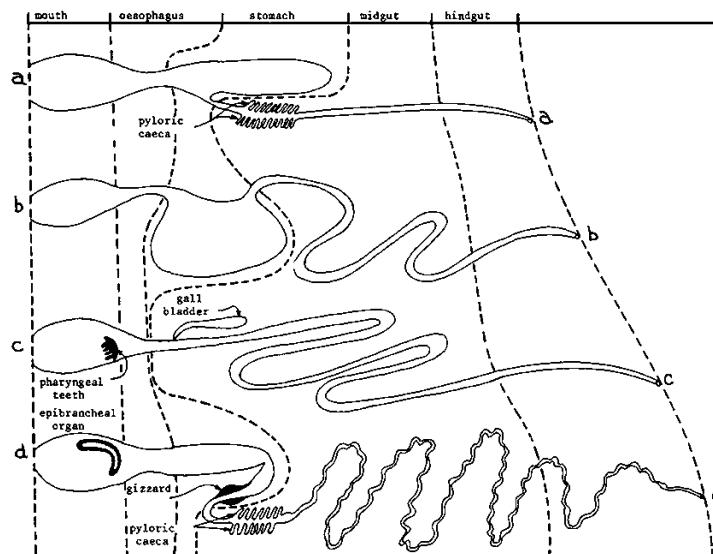 mouth oesophagus stomach midgut hindgut
a
pyloric
caeca
a
b
b
gall
bladder
c
pharyngeal
teeth
c
epibrancheal
organ
d
gizzard
pyloric
caeca